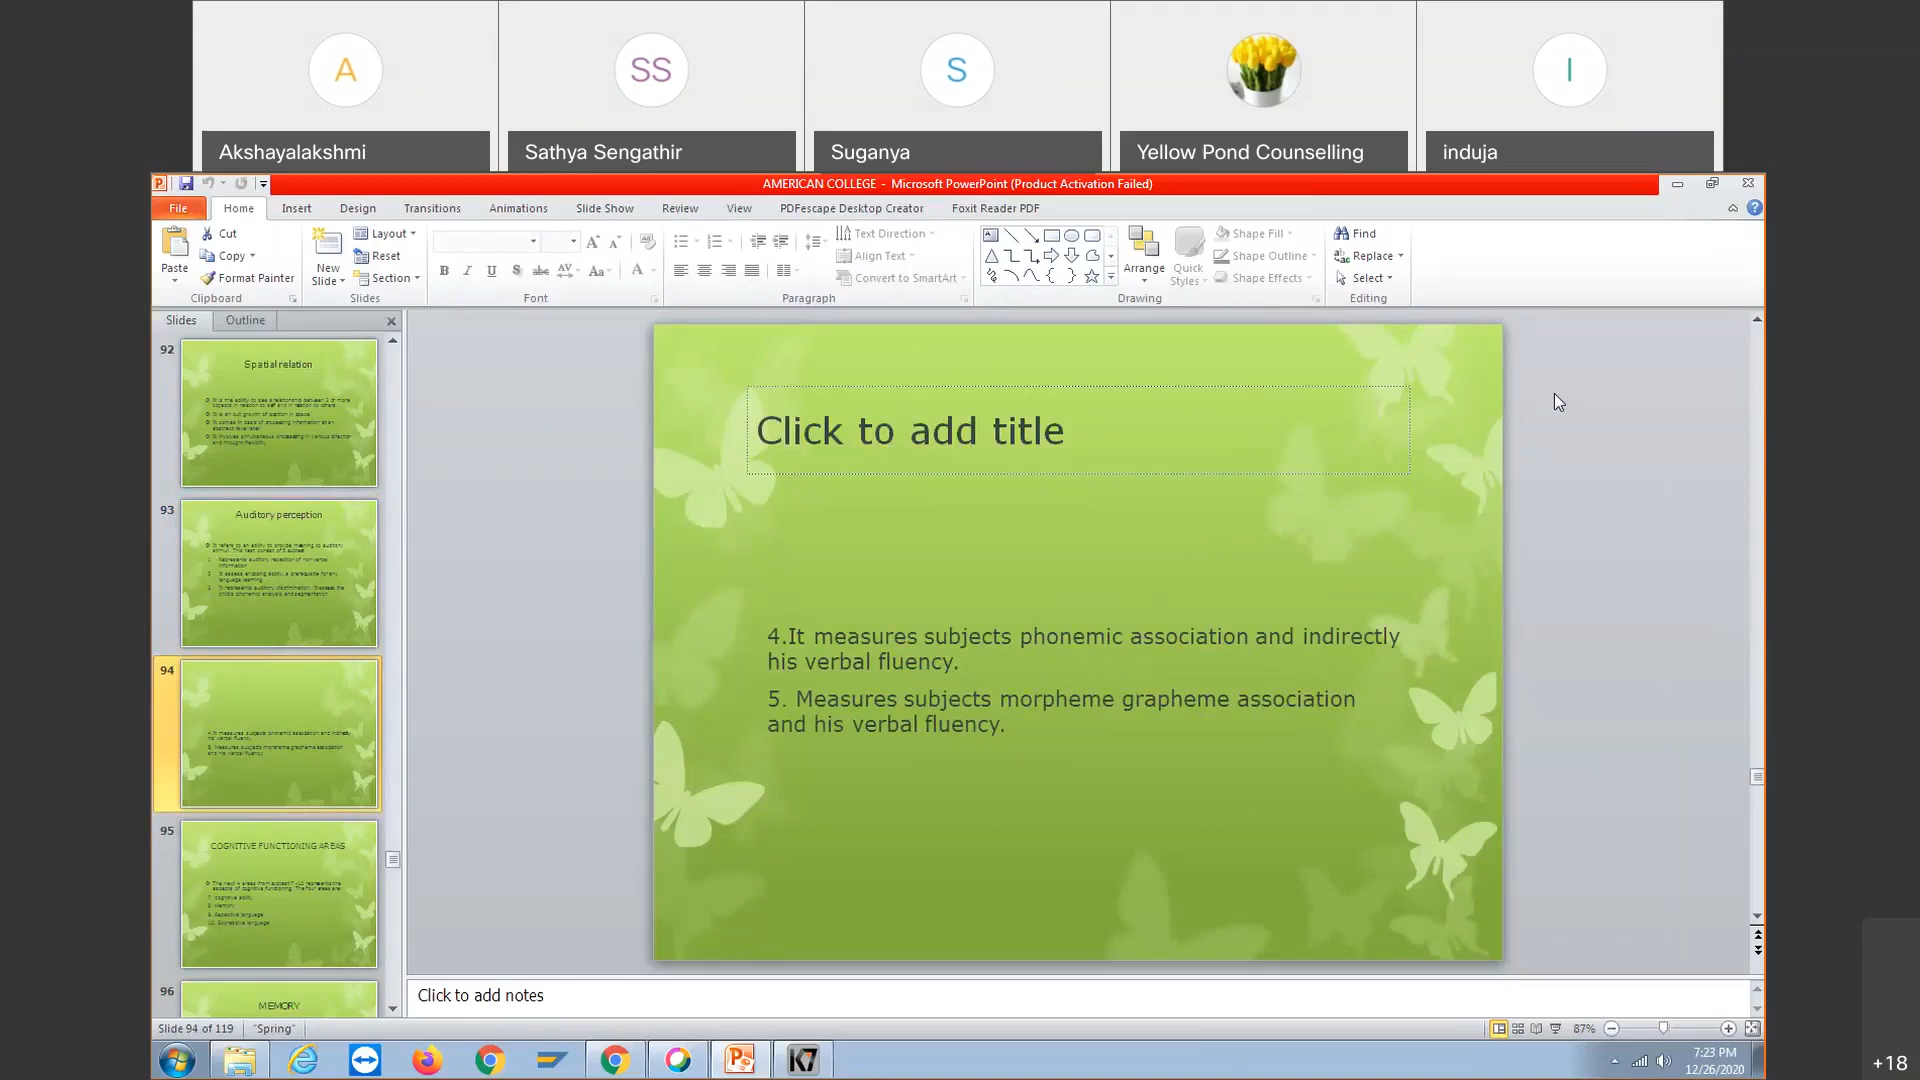 A
SS
S
I
Akshayalakshmi
Sathya Sengathir
Suganya
Yellow Pond Counselling
induja
AMERICAN COLLEGE - Microsoft PowerPoint (Product Activation Failed)
File
Home
Insert
Design
Transitions
Animations
Slide Show
Review
View
PDFescape Desktop Creator
Foxit Reader PDF
Paste
Cut
Copy
Format Painter
Clipboard
New
Slide
Layout
Reset
Section
Slides
Font
Text Direction
Align Text
Convert to SmartArt
Paragraph
Arrange
Quick
Styles
Shape Fill
Shape Outline
Shape Effects
Drawing
Find
Replace
Select
Editing
Slides
Outline
92
Spatial relation
93
Auditory perception
94
95
COGNITIVE FUNCTIONING AREAS
96
MEMORY
Click to add title
4.It measures subjects phonemic association and indirectly
his verbal fluency.
5. Measures subjects morpheme grapheme association
and his verbal fluency.
Click to add notes
Slide 94 of 119
"Spring"
87%
K7
7:23 PM
12/26/2020
+18